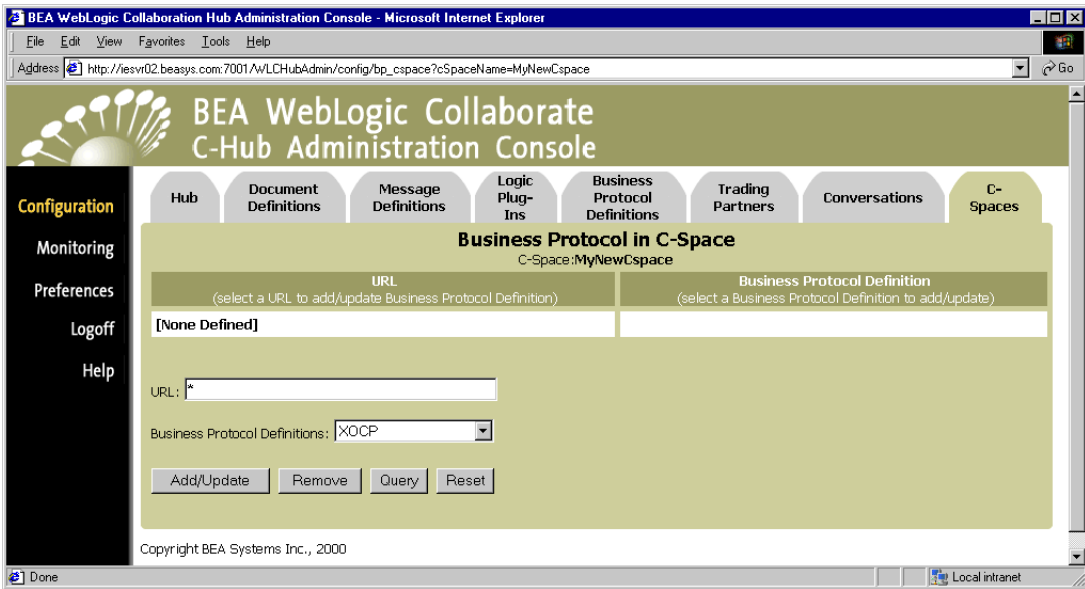 BEA WebLogic Collaboration Hub Administration Console - Microsoft Internet Explorer
File Edit View Favorites Tools Help
Address http://iesvr02.beasys.com:7001/WLCHubAdmin/config/bp_cspace?cSpaceName=MyNewCspace Go
BEA WebLogic Collaborate
C-Hub Administration Console
Configuration
Monitoring
Preferences
Logoff
Help
Hub
Document
Definitions
Message
Definitions
Logic
Plug-
Ins
Business
Protocol
Definitions
Trading
Partners
Conversations
C-
Spaces
Business Protocol in C-Space
C-Space:MyNewCspace
URL
(select a URL to add/update Business Protocol Definition)
Business Protocol Definition
(select a Business Protocol Definition to add/update)
[None Defined]
URL: *
Business Protocol Definitions: XOCP
Add/Update Remove Query Reset
Copyright BEA Systems Inc., 2000
Done Local intranet